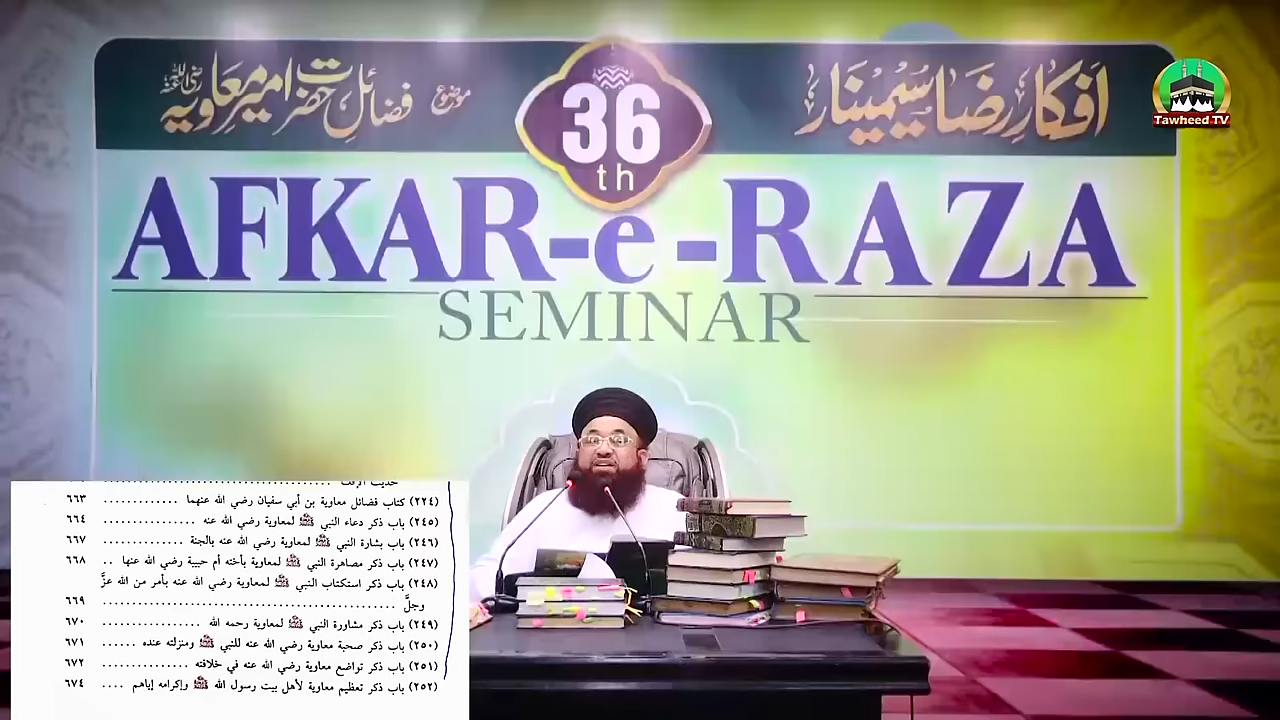 افکارِ رضا سیمینار
36
th
موضوع فضائل حضرت امیر معاویہ رضی اللہ عنہ
Tawheed TV
AFKAR-e-RAZA
SEMINAR
(٢٢٤) كتاب فضائل معاوية بن أبي سفيان رضي الله عنهما ............. ٦٦٣
(٢٤٥) باب ذكر دعاء النبي ﷺ لمعاوية رضي الله عنه ................ ٦٦٤
(٢٤٦) باب بشارة النبي ﷺ لمعاوية رضي الله عنه بالجنة ................ ٦٦٧
(٢٤٧) باب ذكر مصاهرة النبي ﷺ لمعاوية بأخته أم حبيبة رضي الله عنها .. ٦٦٨
(٢٤٨) باب ذكر استكتاب النبي ﷺ لمعاوية رضي الله عنه بأمر من الله عزَّ
وجلَّ ................................................ ٦٦٩
(٢٤٩) باب ذكر مشاورة النبي ﷺ لمعاوية رحمه الله ................. ٦٧٠
(٢٥٠) باب ذكر صحبة معاوية رضي الله عنه للنبي ﷺ ومنزلته عنده ...... ٦٧١
(٢٥١) باب ذكر تواضع معاوية رضي الله عنه في خلافته ............... ٦٧٢
(٢٥٢) باب ذكر تعظيم معاوية لأهل بيت رسول الله ﷺ وإكرامه إياهم .... ٦٧٤